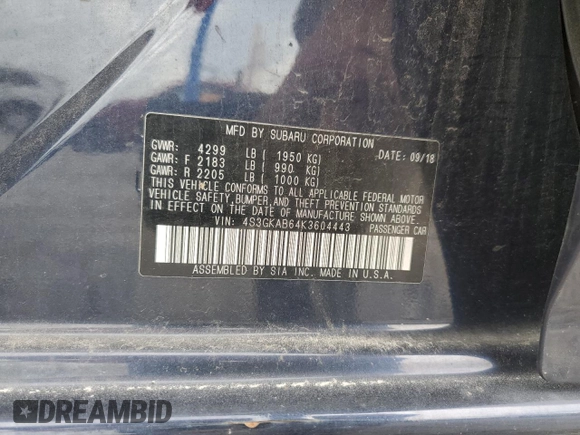 MFD BY SUBARU CORPORATION
GVWR: 4299 LB ( 1950 KG) DATE: 09/18
GAWR: F 2183 LB ( 990 KG)
GAWR: R 2205 LB ( 1000 KG)
THIS VEHICLE CONFORMS TO ALL APPLICABLE FEDERAL MOTOR
VEHICLE SAFETY, BUMPER, AND THEFT PREVENTION STANDARDS
IN EFFECT ON THE DATE OF MANUFACTURE SHOWN ABOVE.
VIN: 4S3GKAB64K3604443 PASSENGER CAR
ASSEMBLED BY SIA INC. MADE IN U.S.A.
DREAMBID